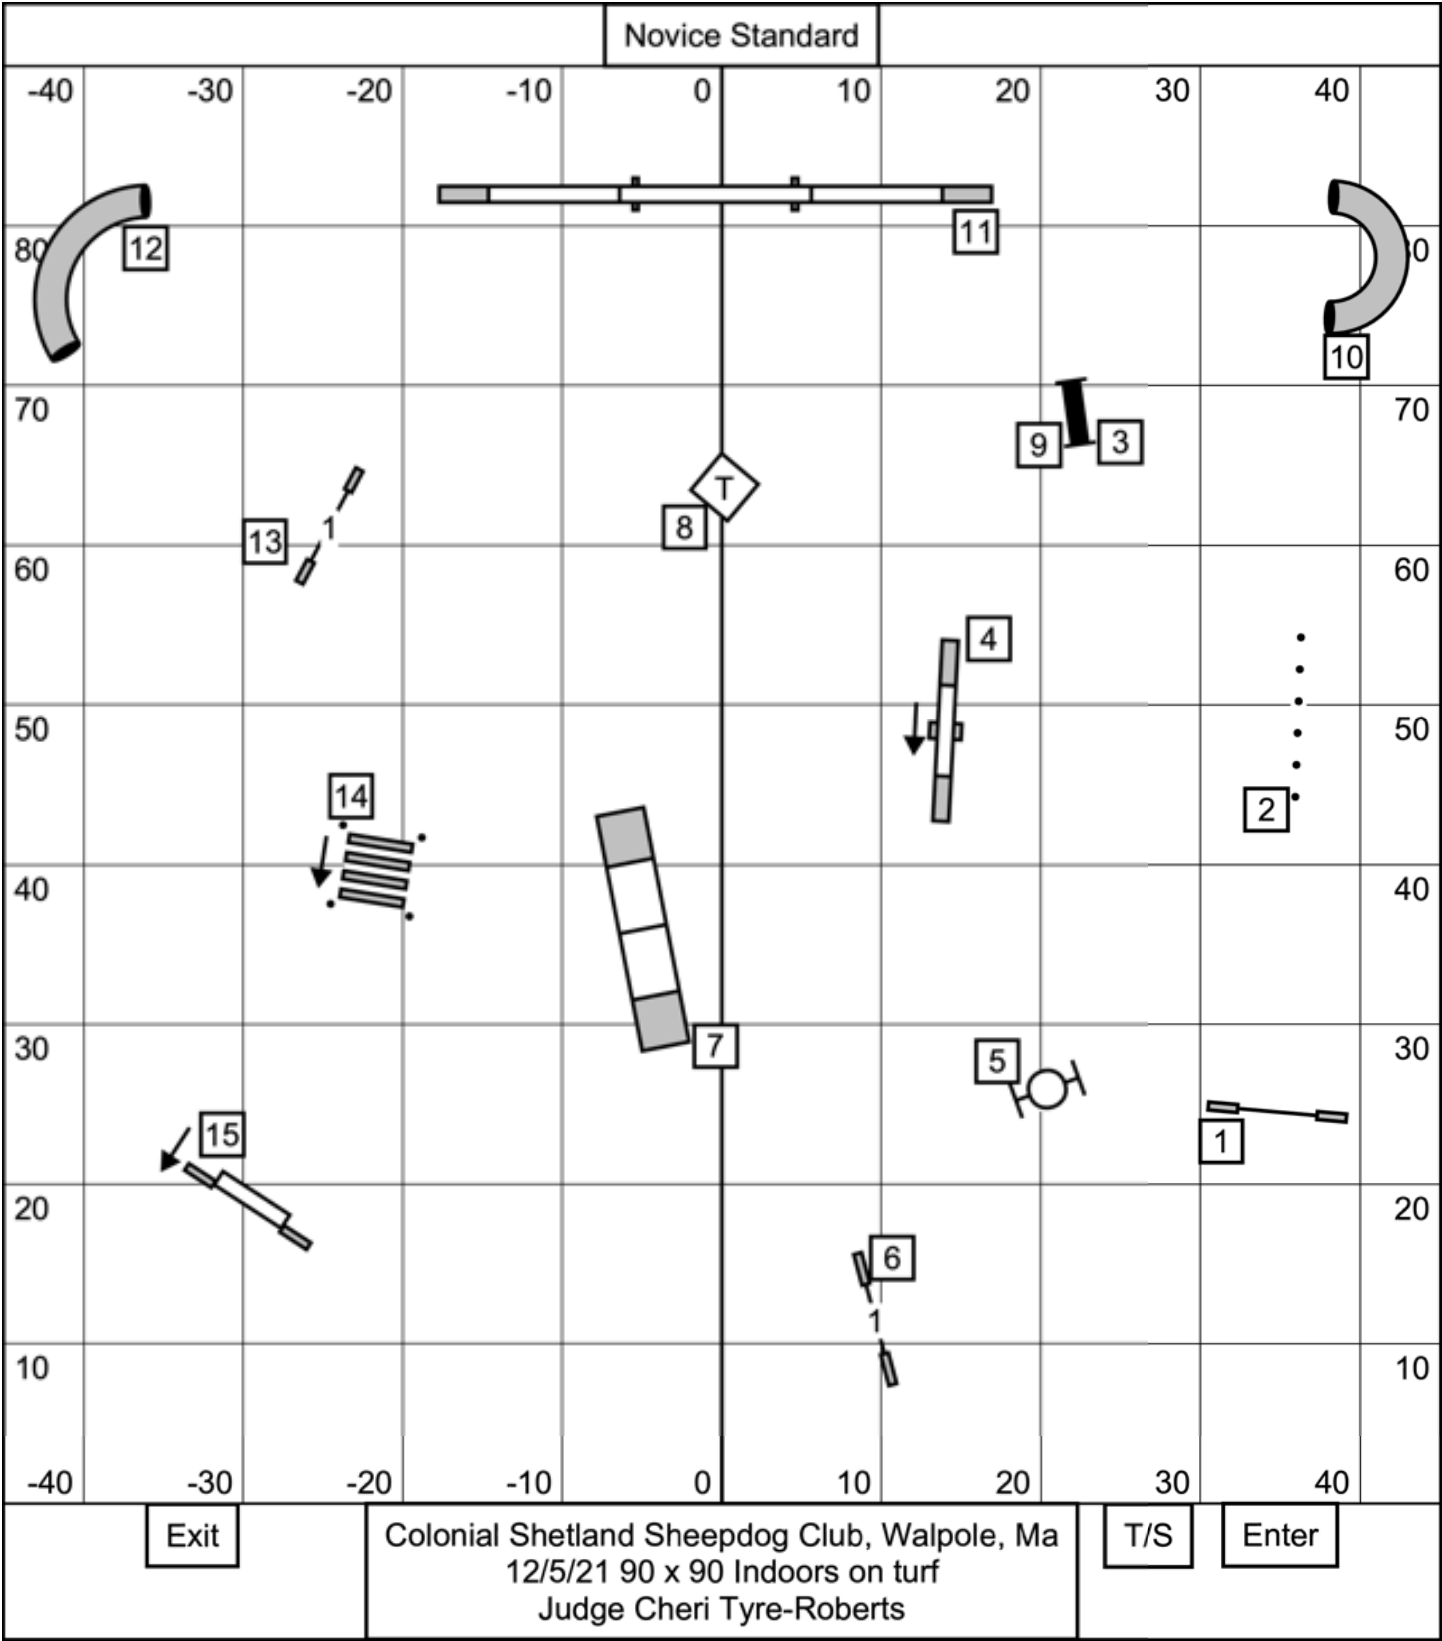 Novice Standard
-40 -30 -20 -10 0 10 20 30 40
12
11
80
10
70 70
9 3
T
8
13 1
60 60
4
50 50
2
14
40 40
7
30 30
5
1
15
20 20
6
1
10 10
-40 -30 -20 -10 0 10 20 30 40
Exit
Colonial Shetland Sheepdog Club, Walpole, Ma
12/5/21 90 x 90 Indoors on turf
Judge Cheri Tyre-Roberts
T/S
Enter